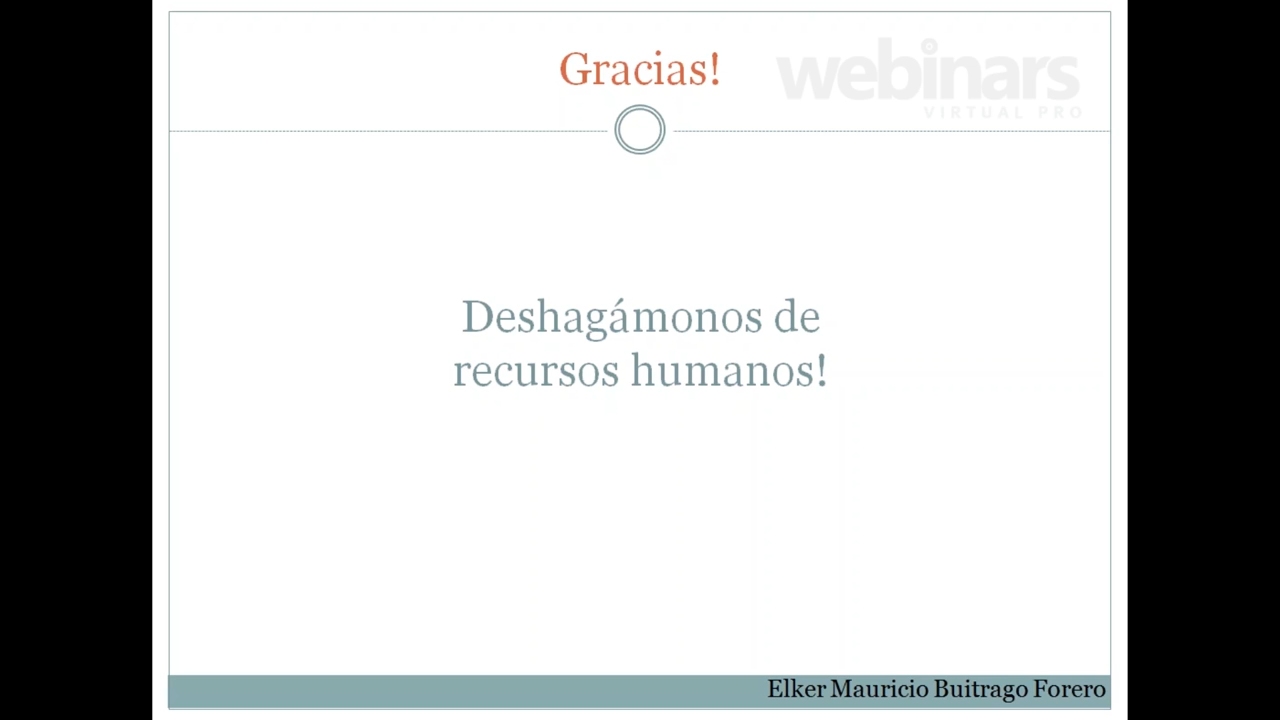 Gracias!
webinars
VIRTUAL PRO
Deshagámonos de
recursos humanos!
Elker Mauricio Buitrago Forero